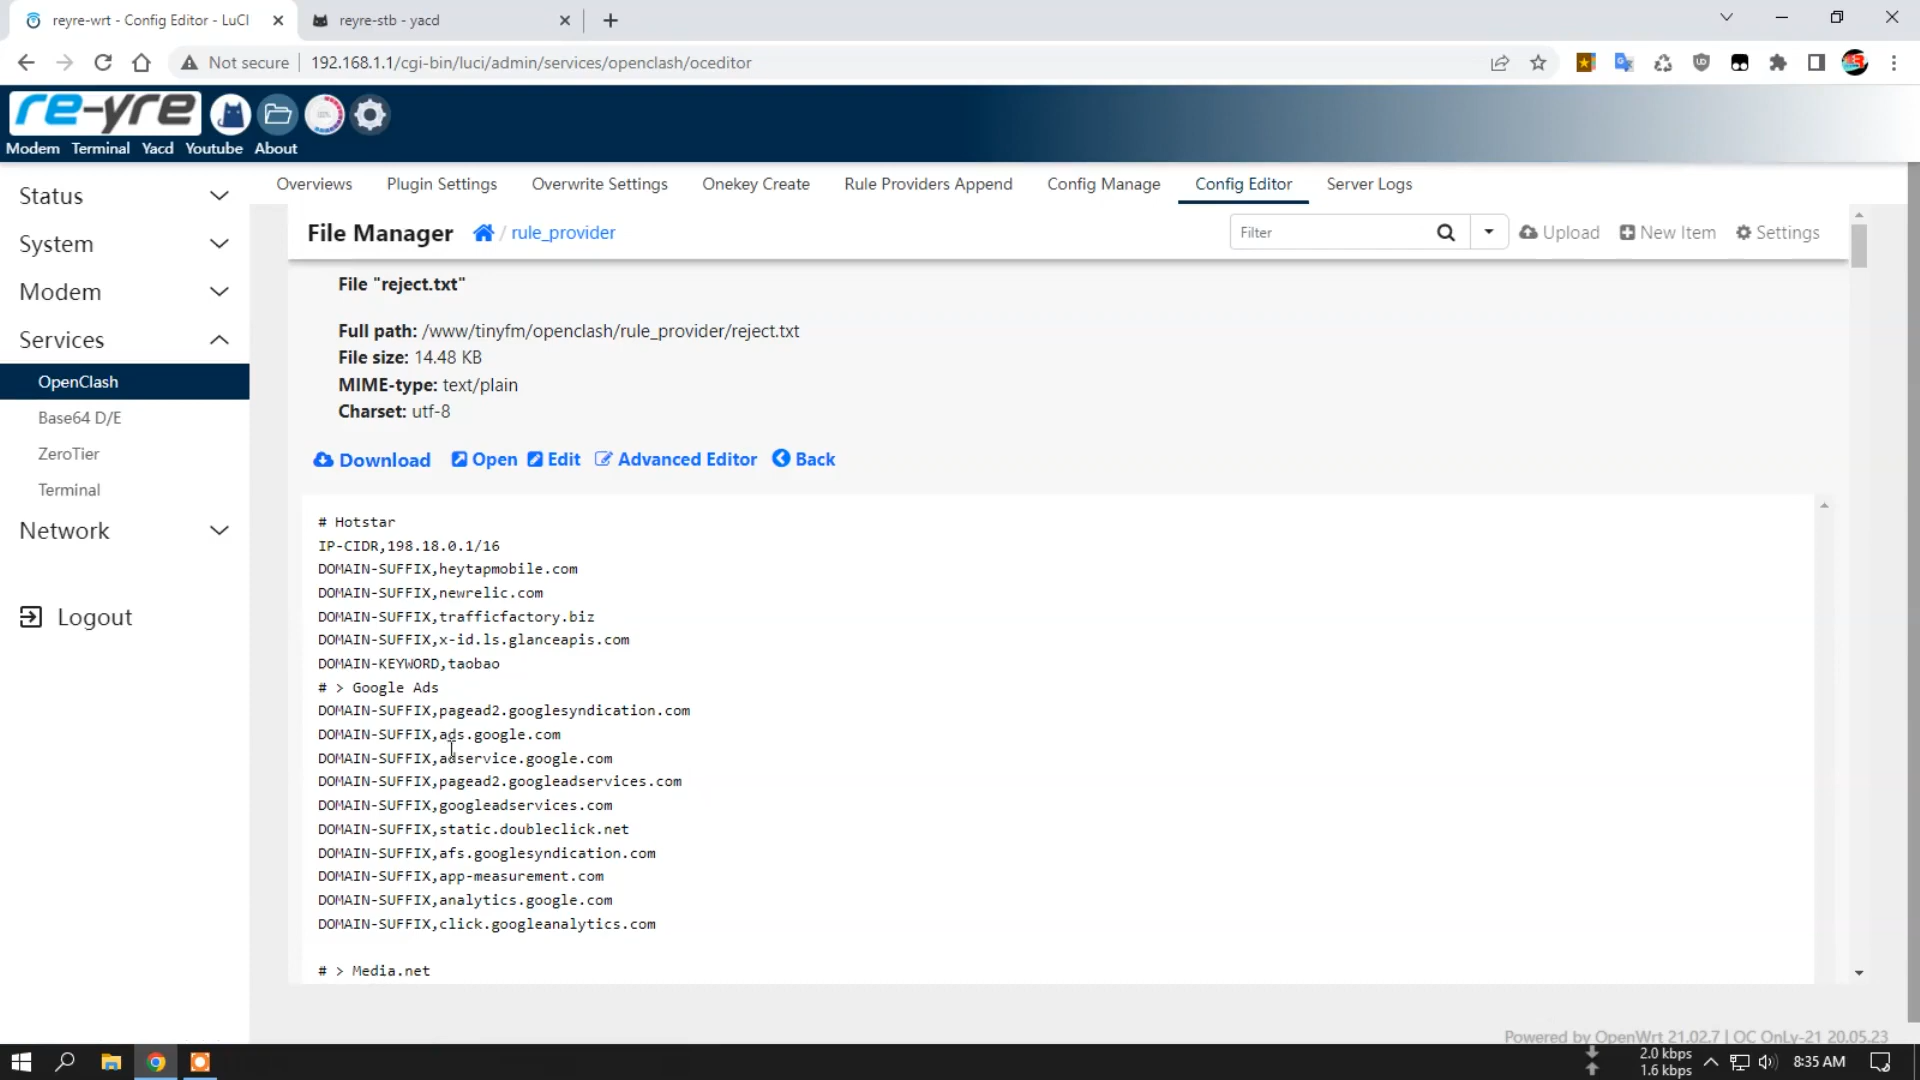 reyre-wrt - Config Editor - LuCI
reyre-stb - yacd
Not secure
192.168.1.1/cgi-bin/luci/admin/services/openclash/oceditor
re-yre
Modem Terminal Yacd Youtube About
Status
System
Modem
Services
OpenClash
Base64 D/E
ZeroTier
Terminal
Network
Logout
Overviews Plugin Settings Overwrite Settings Onekey Create Rule Providers Append Config Manage Config Editor Server Logs
File Manager / rule_provider
Filter
Upload New Item Settings
File "reject.txt"
Full path: /www/tinyfm/openclash/rule_provider/reject.txt
File size: 14.48 KB
MIME-type: text/plain
Charset: utf-8
Download Open Edit Advanced Editor Back
# Hotstar
IP-CIDR,198.18.0.1/16
DOMAIN-SUFFIX,heytapmobile.com
DOMAIN-SUFFIX,newrelic.com
DOMAIN-SUFFIX,trafficfactory.biz
DOMAIN-SUFFIX,x-id.ls.glanceapis.com
DOMAIN-KEYWORD,taobao
# > Google Ads
DOMAIN-SUFFIX,pagead2.googlesyndication.com
DOMAIN-SUFFIX,ads.google.com
DOMAIN-SUFFIX,adservice.google.com
DOMAIN-SUFFIX,pagead2.googleadservices.com
DOMAIN-SUFFIX,googleadservices.com
DOMAIN-SUFFIX,static.doubleclick.net
DOMAIN-SUFFIX,afs.googlesyndication.com
DOMAIN-SUFFIX,app-measurement.com
DOMAIN-SUFFIX,analytics.google.com
DOMAIN-SUFFIX,click.googleanalytics.com
# > Media.net
Powered by OpenWrt 21.02.7 | OC OnLy-21 20.05.23
2.0 kbps
1.6 kbps
8:35 AM